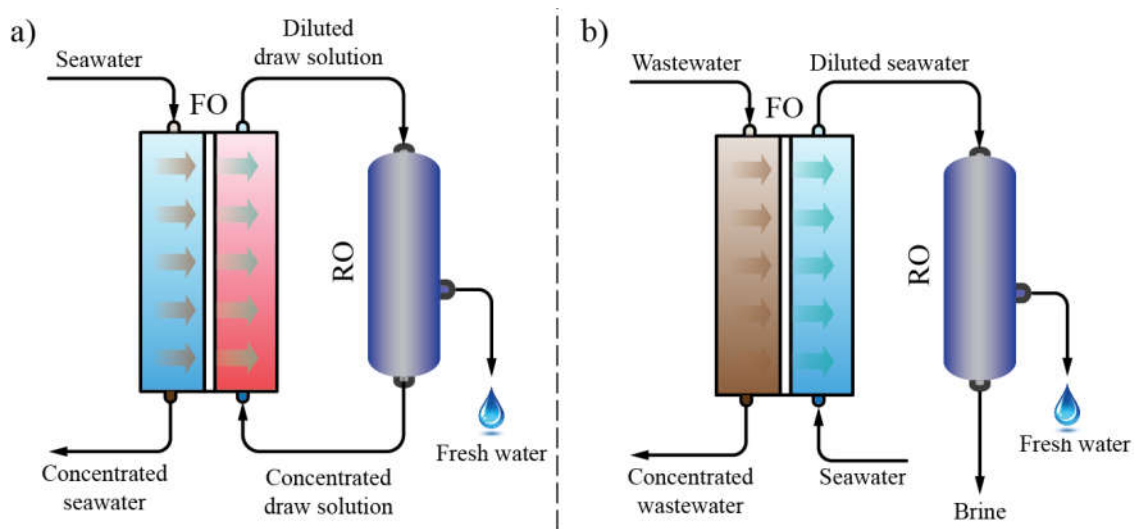 a)
Seawater
Diluted
draw solution
FO
RO
Fresh water
Concentrated
seawater
Concentrated
draw solution
b)
Wastewater
Diluted seawater
FO
RO
Fresh water
Concentrated
wastewater
Seawater
Brine